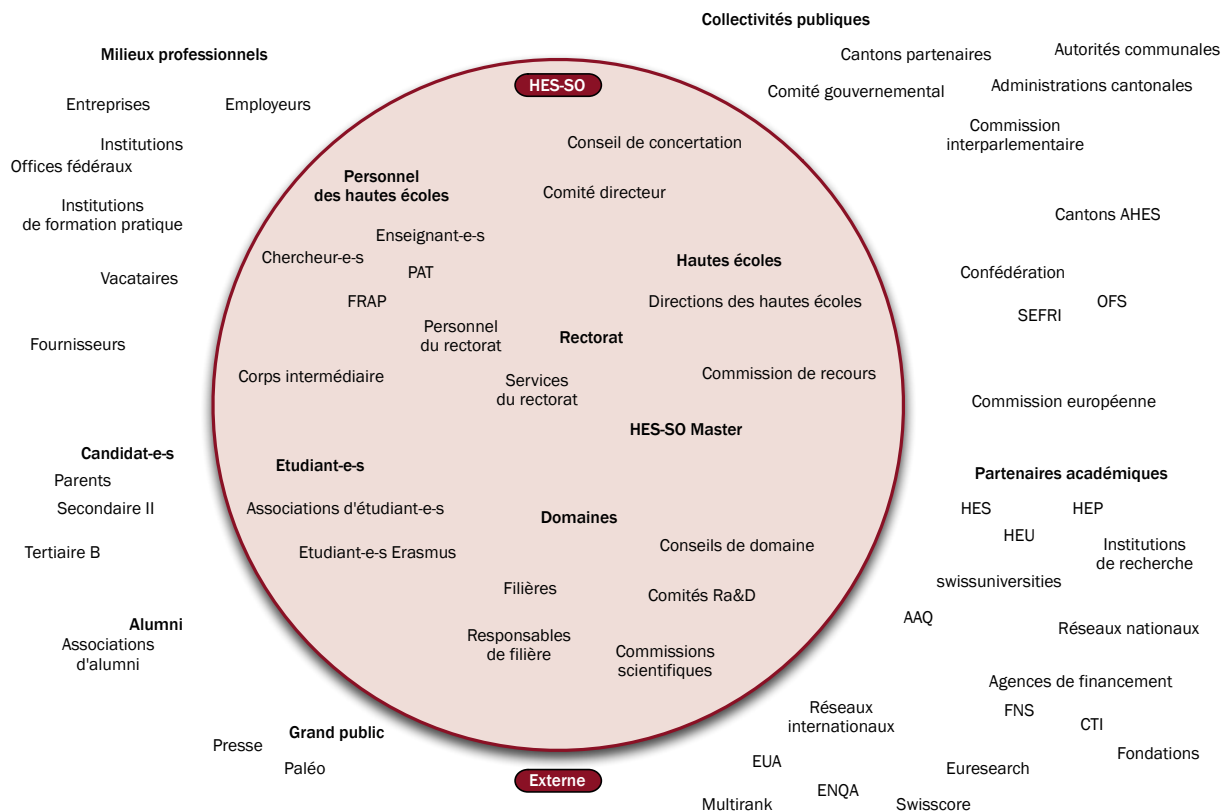 Collectivités publiques
Milieux professionnels
Cantons partenaires
Autorités communales
HES-SO
Comité gouvernemental
Administrations cantonales
Entreprises
Employeurs
Commission
interparlementaire
Institutions
Offices fédéraux
Conseil de concertation
Personnel
des hautes écoles
Comité directeur
Institutions
de formation pratique
Cantons AHES
Enseignant-e-s
Chercheur-e-s
PAT
Hautes écoles
Confédération
Vacataires
FRAP
Directions des hautes écoles
OFS
SEFRI
Personnel
du rectorat
Rectorat
Fournisseurs
Corps intermédiaire
Services
du rectorat
Commission de recours
Commission européenne
HES-SO Master
Candidat-e-s
Etudiant-e-s
Partenaires académiques
Parents
Secondaire II
Associations d'étudiant-e-s
Domaines
HES
HEP
HEU
Institutions
de recherche
Tertiaire B
Etudiant-e-s Erasmus
Conseils de domaine
swissuniversities
Filières
Comités Ra&D
AAQ
Réseaux nationaux
Alumni
Associations
d'alumni
Responsables
de filière
Commissions
scientifiques
Agences de financement
Réseaux
internationaux
FNS
CTI
Grand public
Presse
Paléo
Fondations
EUA
Euresearch
Externe
ENQA
Multirank
Swisscore